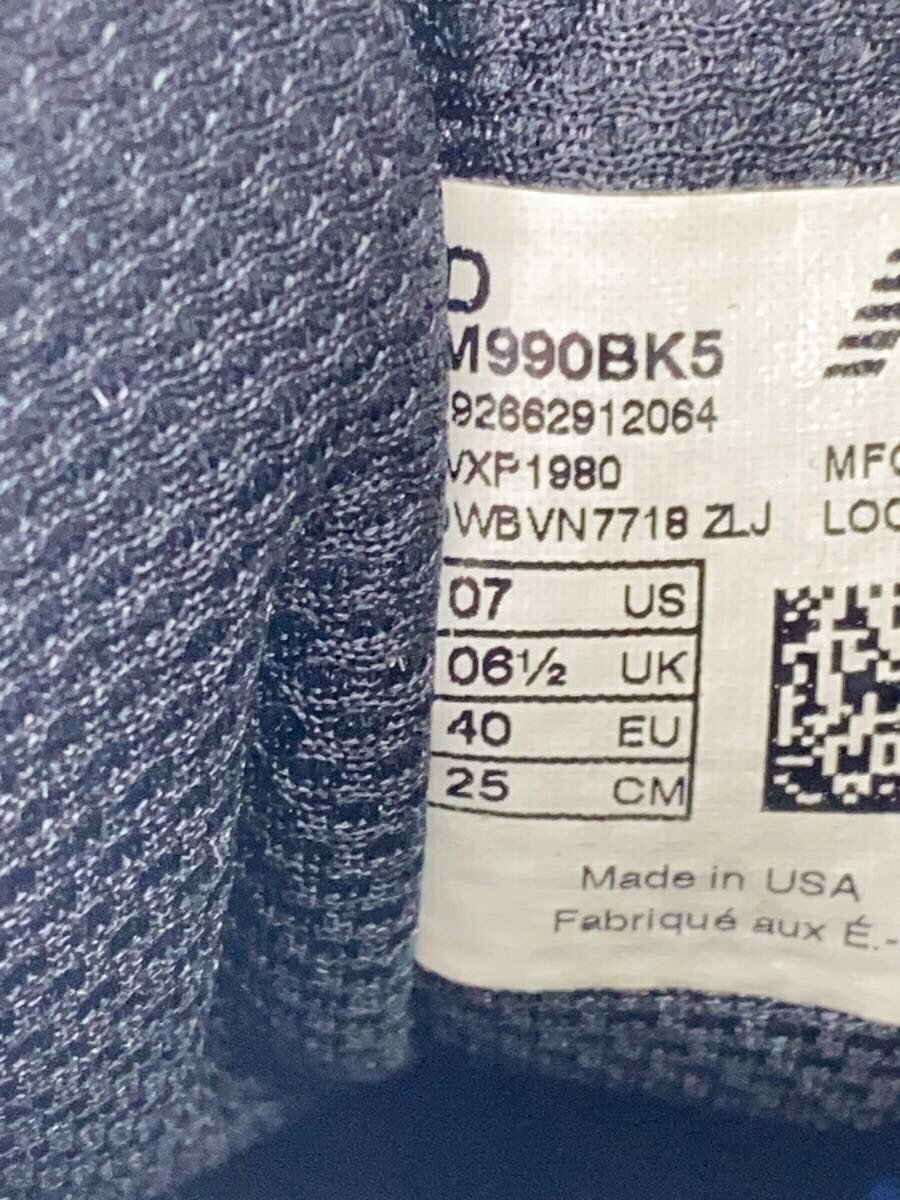 D
M990BK5
92662912064
VXP1980
WBVN7718 ZLJ
MFG
LOC
07 US
06½ UK
40 EU
25 CM
Made in USA
Fabriqué aux É.-